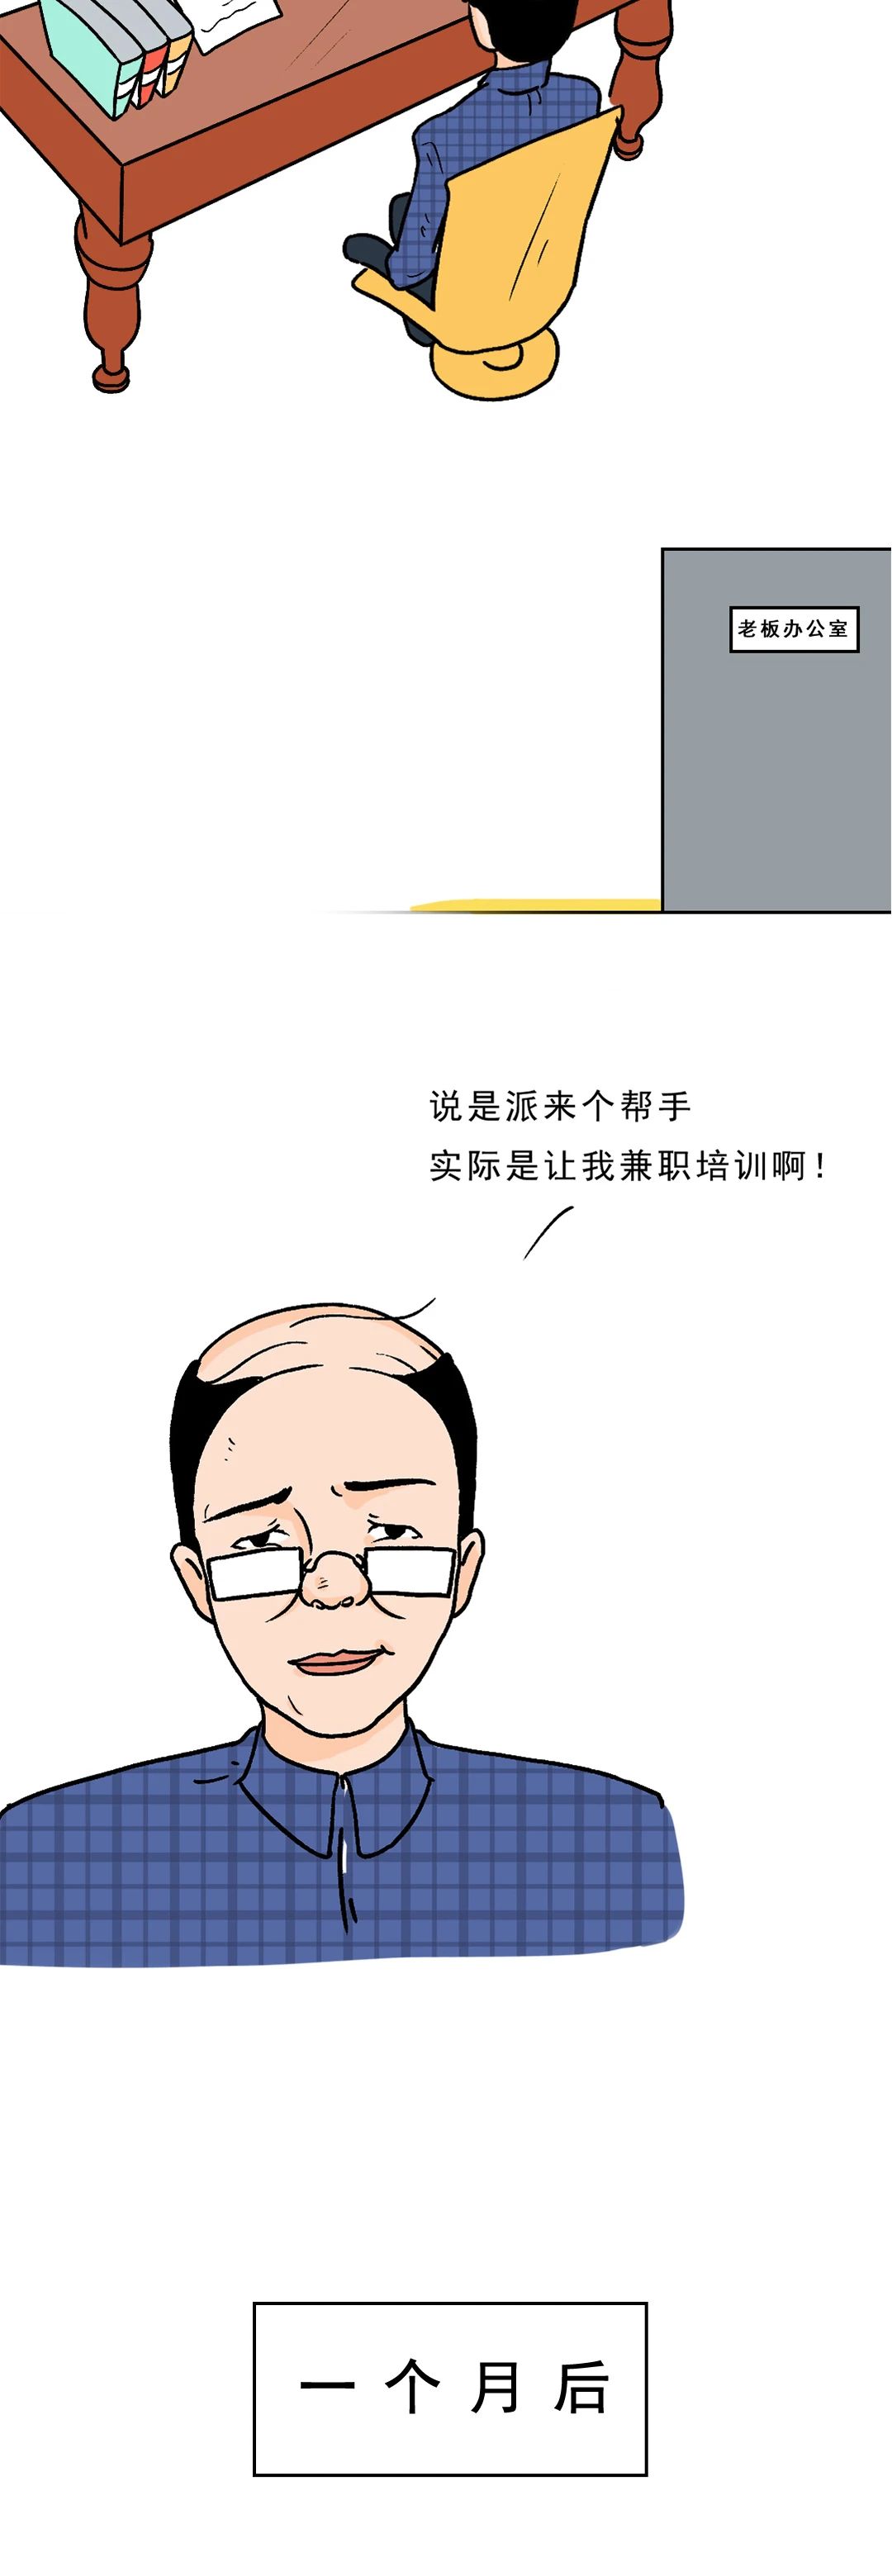 老板办公室
说是派来个帮手
实际是让我兼职培训啊！
一个月后